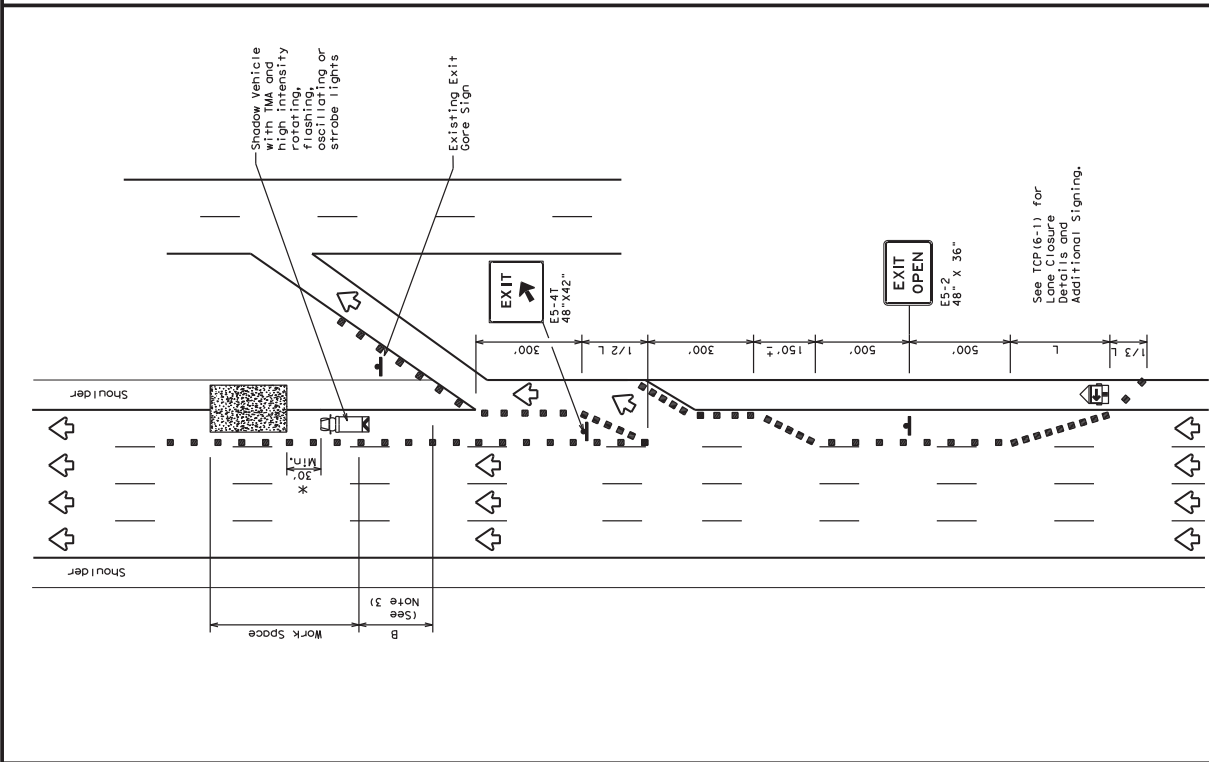 Shadow Vehicle
with TMA and
high intensity
rotating,
flashing,
oscillating or
strobe lights
Existing Exit
Gore Sign
EXIT
E5-4T
48"X42"
EXIT
OPEN
E5-2
48" X 36"
See TCP(6-1) for
Lane Closure
Details and
Additional Signing.
300'
1/2 L
300'
150'±
500'
500'
L
1/3 L
Shoulder
30'
Min.
*
Shoulder
Work Space
B
(See
Note 3)